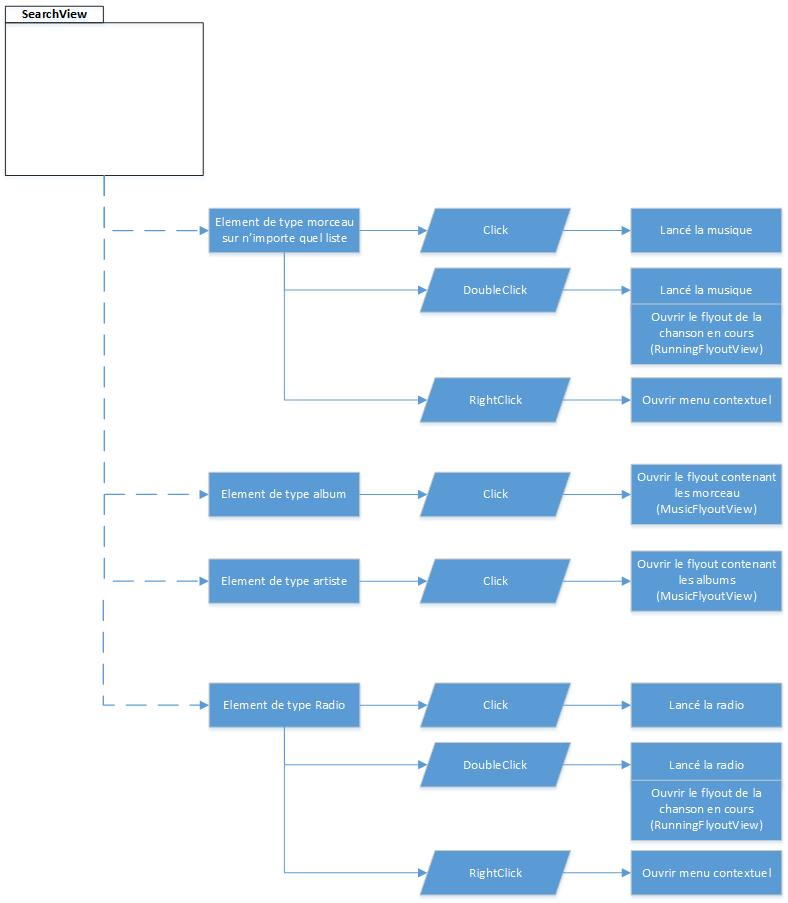 SearchView
Element de type morceau
sur n'importe quel liste
Click
Lancé la musique
DoubleClick
Lancé la musique
Ouvrir le flyout de la
chanson en cours
(RunningFlyoutView)
RightClick
Ouvrir menu contextuel
Element de type album
Click
Ouvrir le flyout contenant
les morceau
(MusicFlyoutView)
Element de type artiste
Click
Ouvrir le flyout contenant
les albums
(MusicFlyoutView)
Element de type Radio
Click
Lancé la radio
DoubleClick
Lancé la radio
Ouvrir le flyout de la
chanson en cours
(RunningFlyoutView)
RightClick
Ouvrir menu contextuel